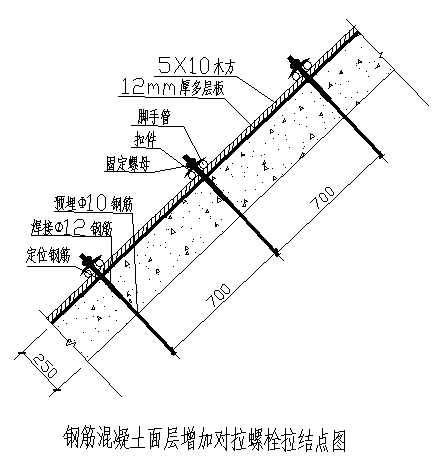 5X10木方
12mm厚多层板
脚手管
扣件
固定螺母
预埋Φ10钢筋
焊接Φ12钢筋
定位钢筋
700
700
250
钢筋混凝土面层增加对拉螺栓拉结点图